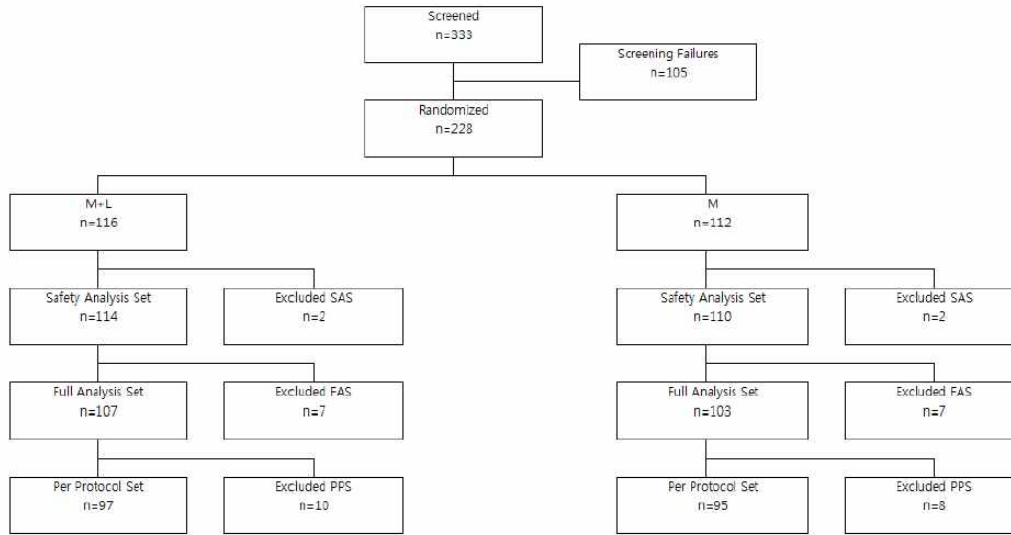 Screened
n=333
Screening Failures
n=105
Randomized
n=228
M+L
n=116
M
n=112
Safety Analysis Set
n=114
Excluded SAS
n=2
Safety Analysis Set
n=110
Excluded SAS
n=2
Full Analysis Set
n=107
Excluded FAS
n=7
Full Analysis Set
n=103
Excluded FAS
n=7
Per Protocol Set
n=97
Excluded PPS
n=10
Per Protocol Set
n=95
Excluded PPS
n=8